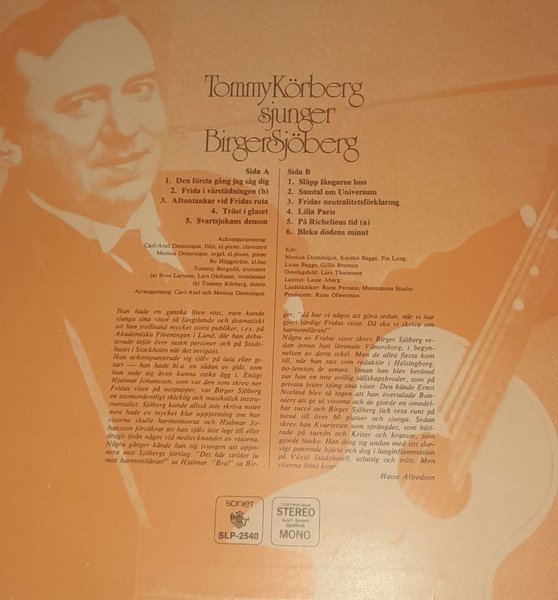 Tommy Körberg
sjunger
Birger Sjöberg
Sida A
1. Den första gång jag såg dig
2. Frida i vårstädningen (b)
3. Aftontankar vid Fridas ruta
4. Tröst i glaset
5. Svartsjukans demon
Sida B
1. Släpp fångarne loss
2. Samtal om Universum
3. Fridas neutralitetsförklaring
4. Lilla Paris
5. På Richelieus tid (a)
6. Bleka dödens minut
Ackompanjemang:
Carl-Axel Dominique, flöjt, el.piano, clavicord
Monica Dominique, orgel, el.piano, piano
Bo Häggström, el.bas
Tommy Borgudd, trummor
(a) Sven Larsson, Lars Olofsson, tromboner
(b) Tommy Körberg, dobro
Arrangemang: Carl-Axel och Monica Dominique
Kör:
Monica Dominique, Kerstin Bagge, Pia Lang,
Lasse Bagge, Gillis Broman
Omslagsbild: Lars Thuresson
Layout: Lasse Åberg
Ljudtekniker: Rune Persson, Metronome Studio
Producent: Rune Öfwerman
Han hade en ganska liten röst, men kunde
sjunga sina visor så fängslande och dramatiskt
att han trollband mycket stora publiker, t.ex. på
Akademiska Föreningen i Lund, där han debu-
terade inför över tusen personer och på Stads-
huset i Stockholm när det invigdes.
Han ackompanjerade sig själv på luta eller gi-
tarr — han hade bl.a. en sådan av plåt, som
han sade sig även kunna steka ägg i. Enligt
Hjalmar Johansson, som var den som skrev ner
Fridas visor på notpapper, var Birger Sjöberg
en utomordentligt skicklig och musikalisk instru-
mentalist. Sjöberg kunde alltså inte skriva noter
men hade en mycket klar uppfattning om hur
visorna skulle harmoniseras och Hjalmar Jo-
hansson försäkrar att han själv inte lagt till eller
dragit ifrån något vid nedtecknandet av visorna.
Några gånger kände han sig tvungen att oppo-
nera mot Sjöbergs förslag. "Det här strider ju
mot harmoniläran!" sa Hjalmar. "Bra!" sa Bir-
ger, "då har vi något att göra sedan, när vi har
gjort färdigt Fridas visor. Då ska vi skriva om
harmoniläran!"
Några av Fridas visor skrev Birger Sjöberg re-
dan innan han lämnade Vänersborg, i begyn-
nelsen av detta sekel. Men de allra flesta kom
till, när han satt som redaktör i Helsingborg,
tio-femton år senare. Innan han blev berömd
var han en inte ovillig sällskapsbroder, som på
privata fester sjöng sina visor. Den kände Ernst
Norlind blev så tagen att han övertalade Bon-
niers att ge ut visorna och de gjorde en omedel-
bar succé och Birger Sjöberg fick resa runt på
turné till över 60 platser och sjunga. Sedan
skrev han Kvartetten som sprängdes, som bätt-
rade på succén och Kriser och kransar, som
gjorde fiasko. Han drog sig undan med sitt slar-
vigt pansrade hjärta och dog i lunginflammation
på Växjö Stadshotell, utfattig och trött. Men
visorna finnes kvar.
Hasse Alfredson
sonet
SLP-2540
STEREO
kan även
spelas
MONO